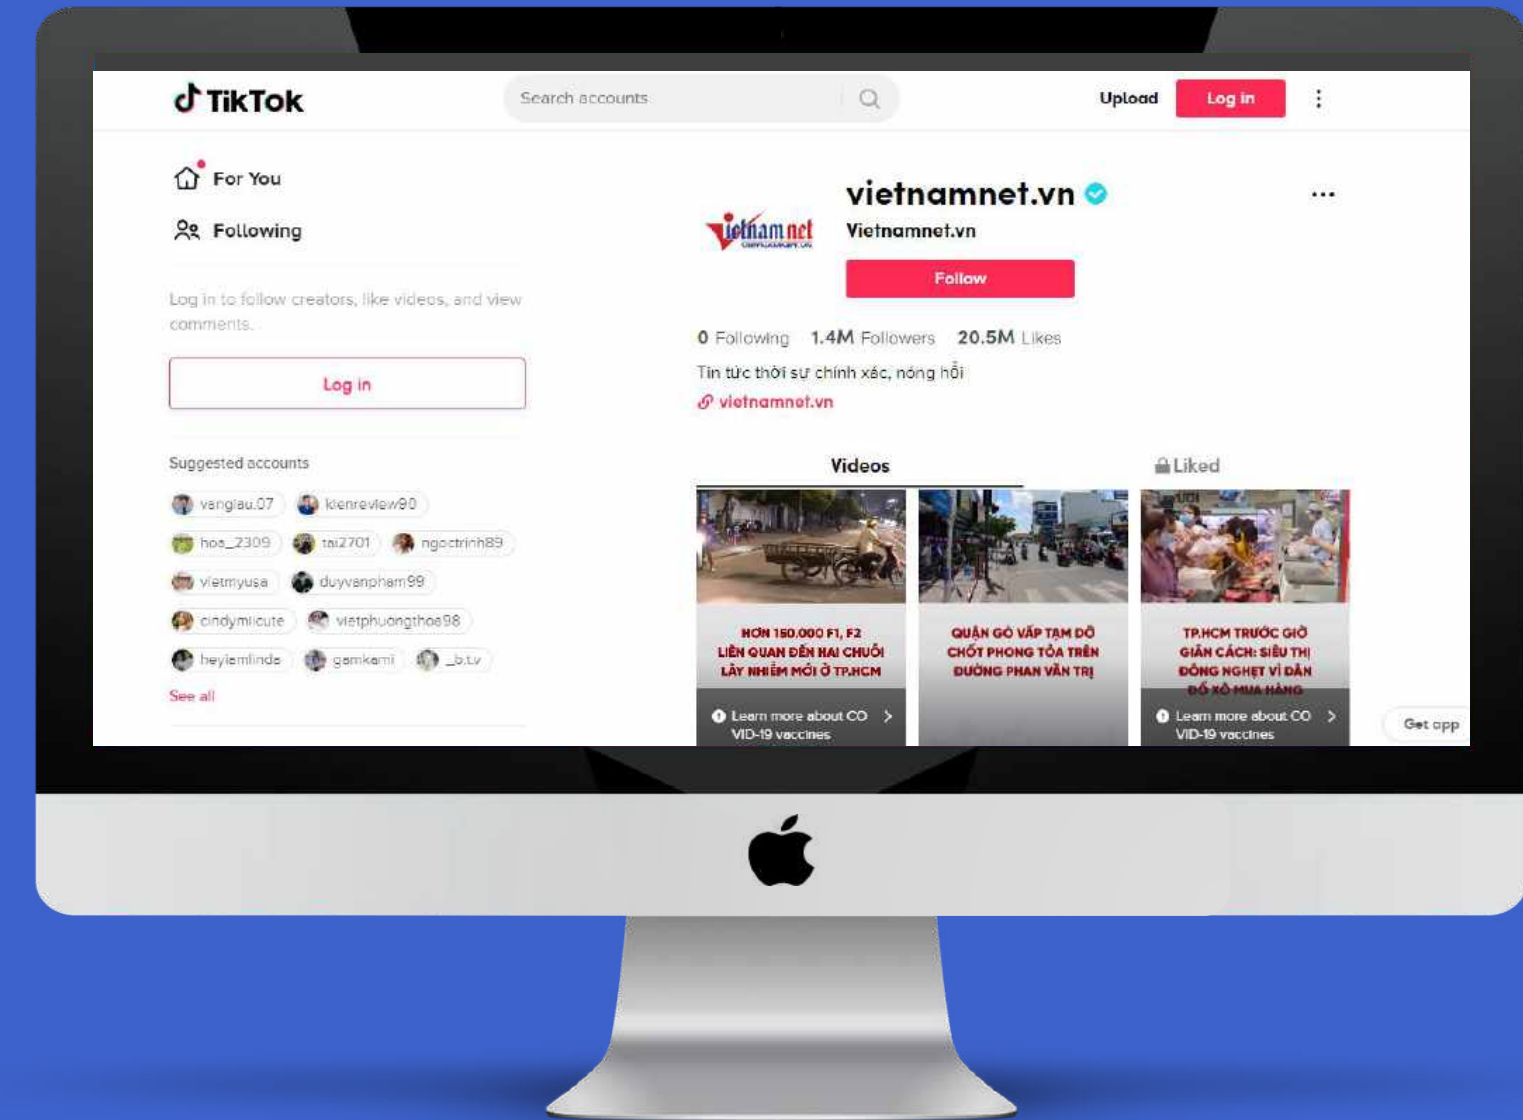 TikTok
Search accounts
Upload
Log in
For You
Following
Log in to follow creators, like videos, and view
comments.
Log in
Suggested accounts
vangiau.07
kienreview90
hoa_2309
tai2701
ngoctrinh89
vietmyusa
duyvanpham99
cindymiicute
vietphuongthoa98
heyiamlinda
gamkami
_b.t.v
See all
vietnamnet.vn
Vietnamnet
Vietnamnet.vn
Follow
0 Following 1.4M Followers 20.5M Likes
Tin tức thời sự chính xác, nóng hổi
vietnamnet.vn
Videos
Liked
HƠN 150.000 F1, F2
LIÊN QUAN ĐẾN HAI CHUỖI
LÂY NHIỄM MỚI Ở TP.HCM
Learn more about CO
VID-19 vaccines
QUẬN GÒ VẤP TẠM DỠ
CHỐT PHONG TỎA TRÊN
ĐƯỜNG PHAN VĂN TRỊ
TP.HCM TRƯỚC GIỜ
GIÃN CÁCH: SIÊU THỊ
ĐÔNG NGHẸT VÌ DÂN
ĐỔ XÔ MUA HÀNG
Learn more about CO
VID-19 vaccines
Get app